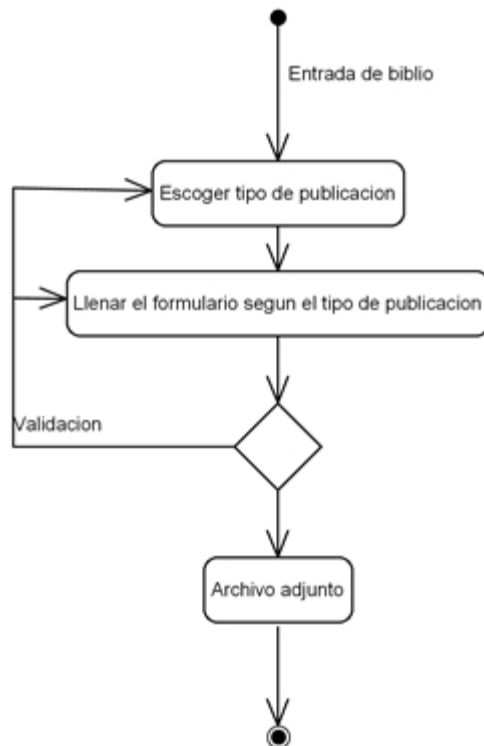 Entrada de biblio
Escoger tipo de publicacion
Llenar el formulario segun el tipo de publicacion
Validacion
Archivo adjunto